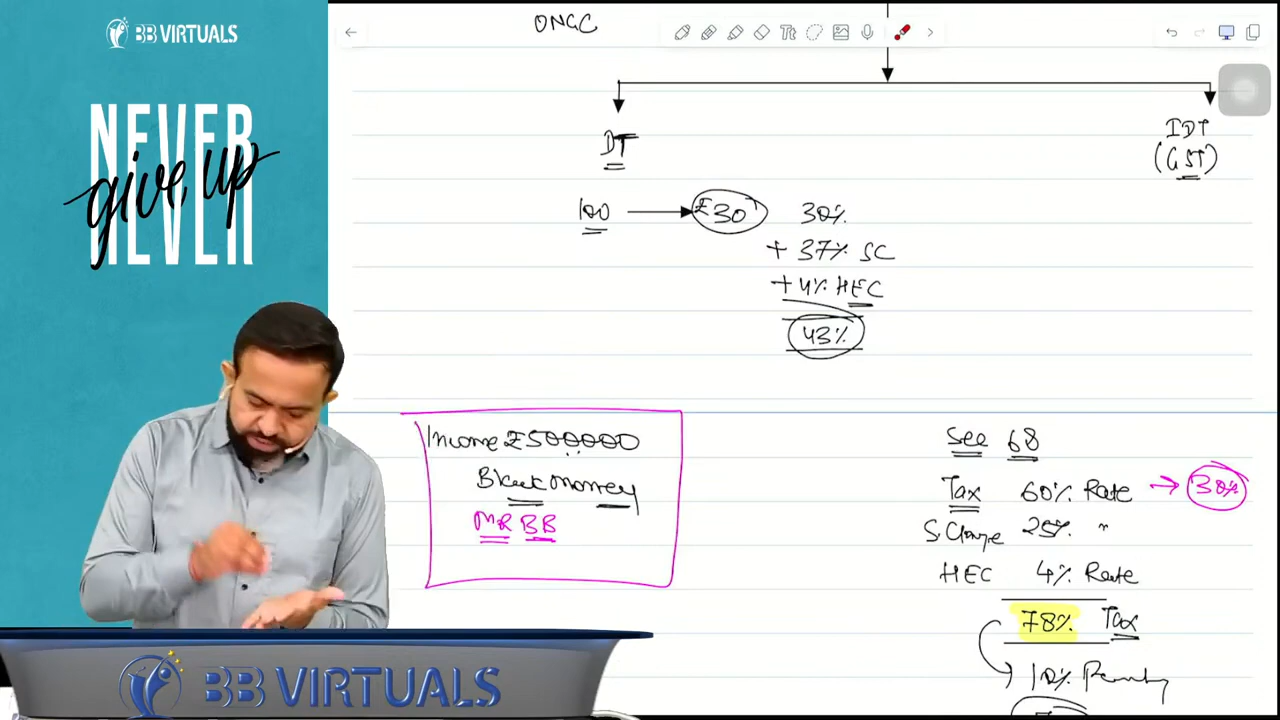 BB VIRTUALS
NEVER
give up
NEVER
ONGC
DT
IDT
(GST)
100 → ₹30 30%
+ 37% SC
+ 4% HEC
43%
Income ₹500000
Black Money
MR BB
Sec 68
Tax 60% Rate → 30%
S.Charge 25% "
HEC 4% Rate
78% Tax
10% Penalty
BB VIRTUALS